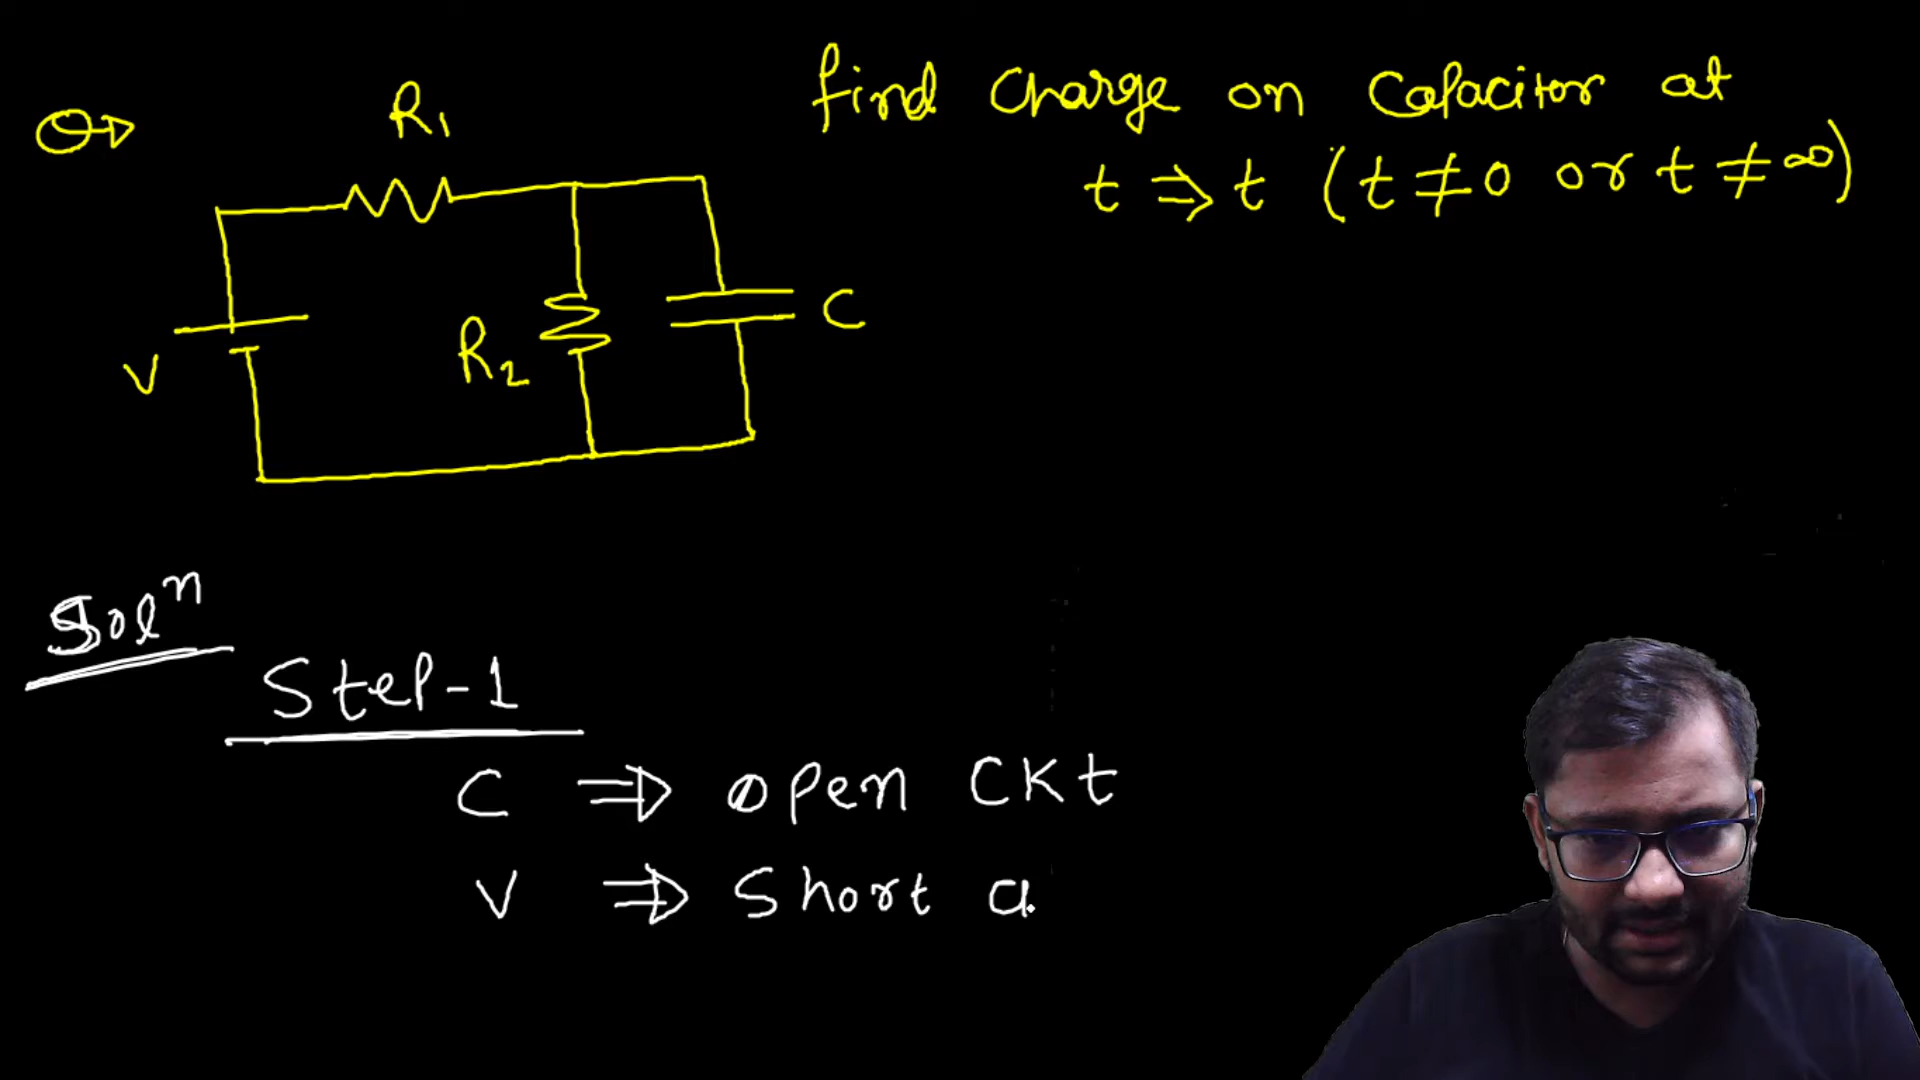 Q→
find charge on Capacitor at
t ⇒ t (t ≠ 0 or t ≠ ∞)
R₁
V
R₂
C
Solⁿ
Step-1
C ⇒ open CKt
V ⇒ Short